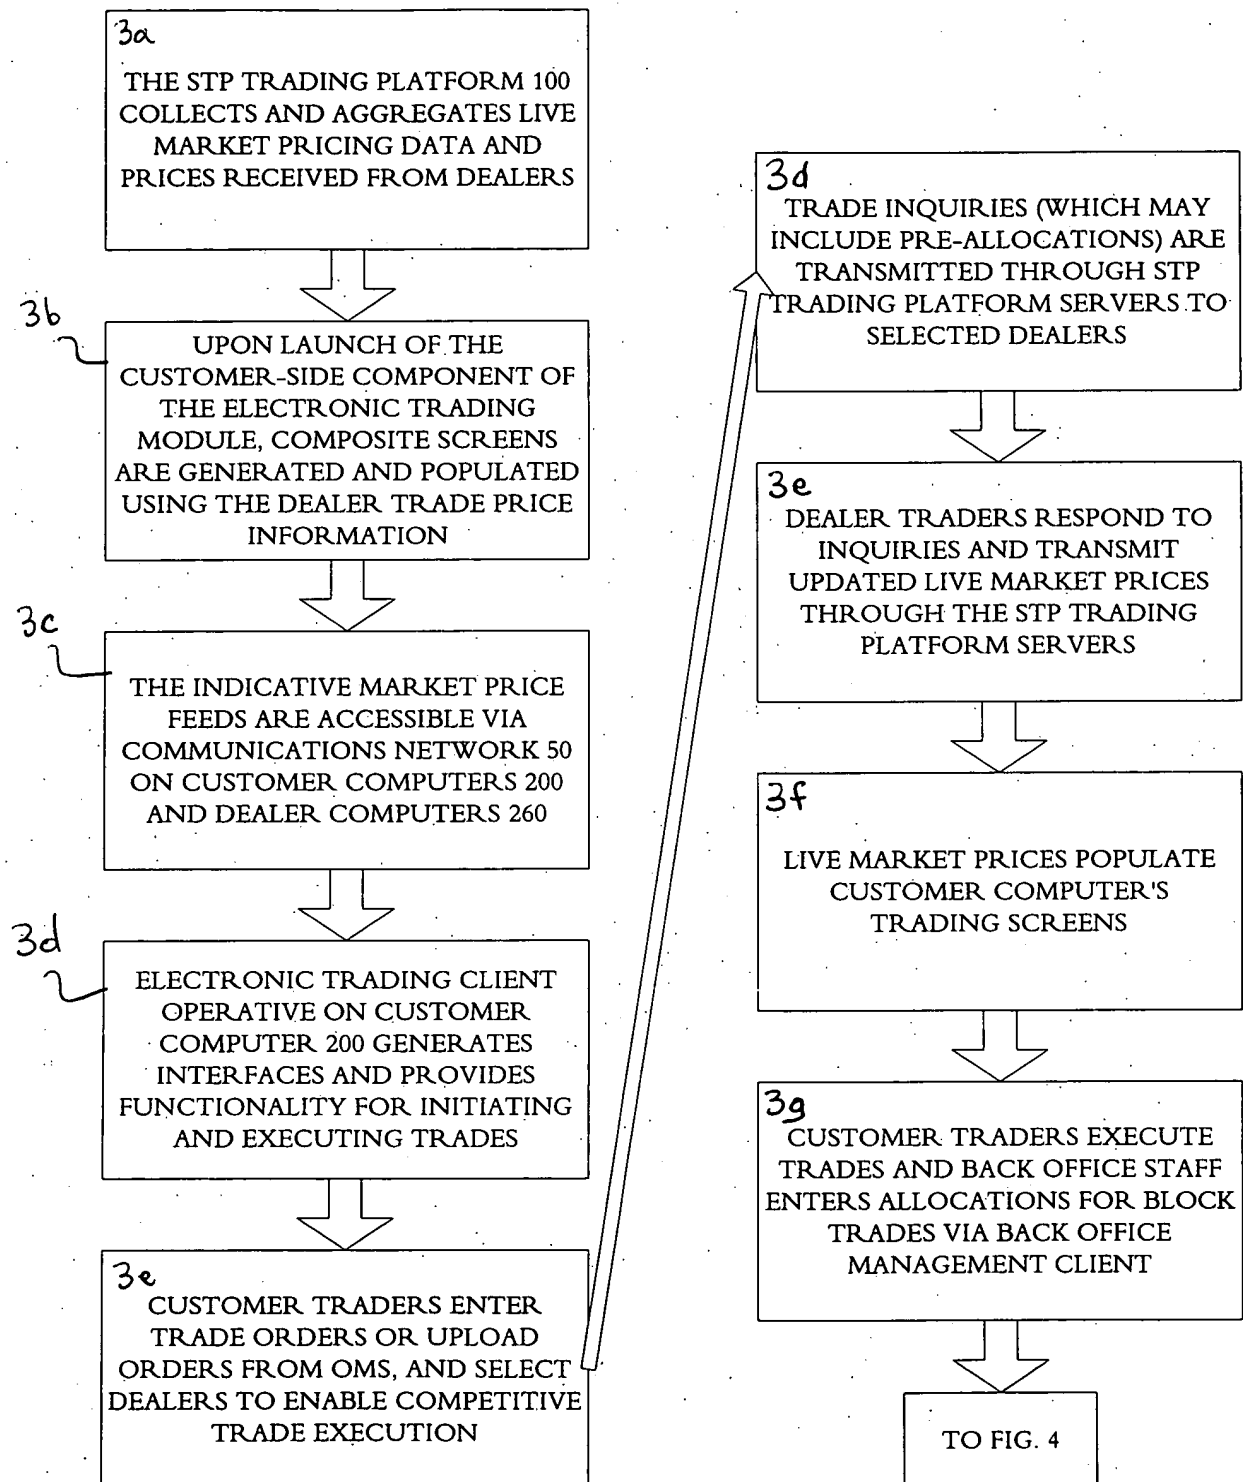 3a
THE STP TRADING PLATFORM 100
COLLECTS AND AGGREGATES LIVE
MARKET PRICING DATA AND
PRICES RECEIVED FROM DEALERS
3b
UPON LAUNCH OF THE
CUSTOMER-SIDE COMPONENT OF
THE ELECTRONIC TRADING
MODULE, COMPOSITE SCREENS
ARE GENERATED AND POPULATED
USING THE DEALER TRADE PRICE
INFORMATION
3c
THE INDICATIVE MARKET PRICE
FEEDS ARE ACCESSIBLE VIA
COMMUNICATIONS NETWORK 50
ON CUSTOMER COMPUTERS 200
AND DEALER COMPUTERS 260
3d
ELECTRONIC TRADING CLIENT
OPERATIVE ON CUSTOMER
COMPUTER 200 GENERATES
INTERFACES AND PROVIDES
FUNCTIONALITY FOR INITIATING
AND EXECUTING TRADES
3e
CUSTOMER TRADERS ENTER
TRADE ORDERS OR UPLOAD
ORDERS FROM OMS, AND SELECT
DEALERS TO ENABLE COMPETITIVE
TRADE EXECUTION
3d
TRADE INQUIRIES (WHICH MAY
INCLUDE PRE-ALLOCATIONS) ARE
TRANSMITTED THROUGH STP
TRADING PLATFORM SERVERS TO
SELECTED DEALERS
3e
DEALER TRADERS RESPOND TO
INQUIRIES AND TRANSMIT
UPDATED LIVE MARKET PRICES
THROUGH THE STP TRADING
PLATFORM SERVERS
3f
LIVE MARKET PRICES POPULATE
CUSTOMER COMPUTER'S
TRADING SCREENS
3g
CUSTOMER TRADERS EXECUTE
TRADES AND BACK OFFICE STAFF
ENTERS ALLOCATIONS FOR BLOCK
TRADES VIA BACK OFFICE
MANAGEMENT CLIENT
TO FIG. 4